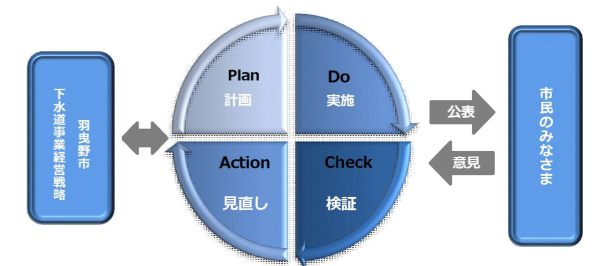 羽曳野市
下水道事業経営戦略
Plan
計画
Do
実施
Action
見直し
Check
検証
公表
意見
市民のみなさま